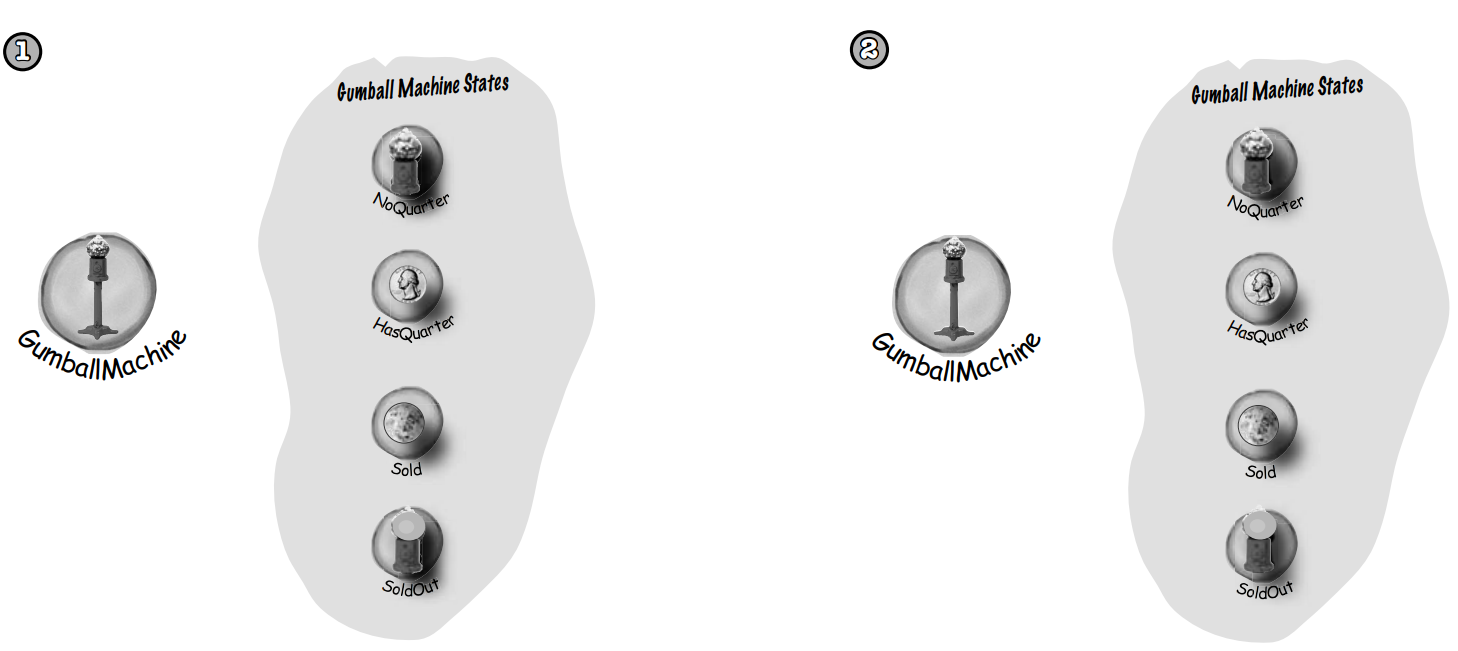 1
Gumball Machine States
NoQuarter
HasQuarter
GumballMachine
Sold
SoldOut
2
Gumball Machine States
NoQuarter
HasQuarter
GumballMachine
Sold
SoldOut